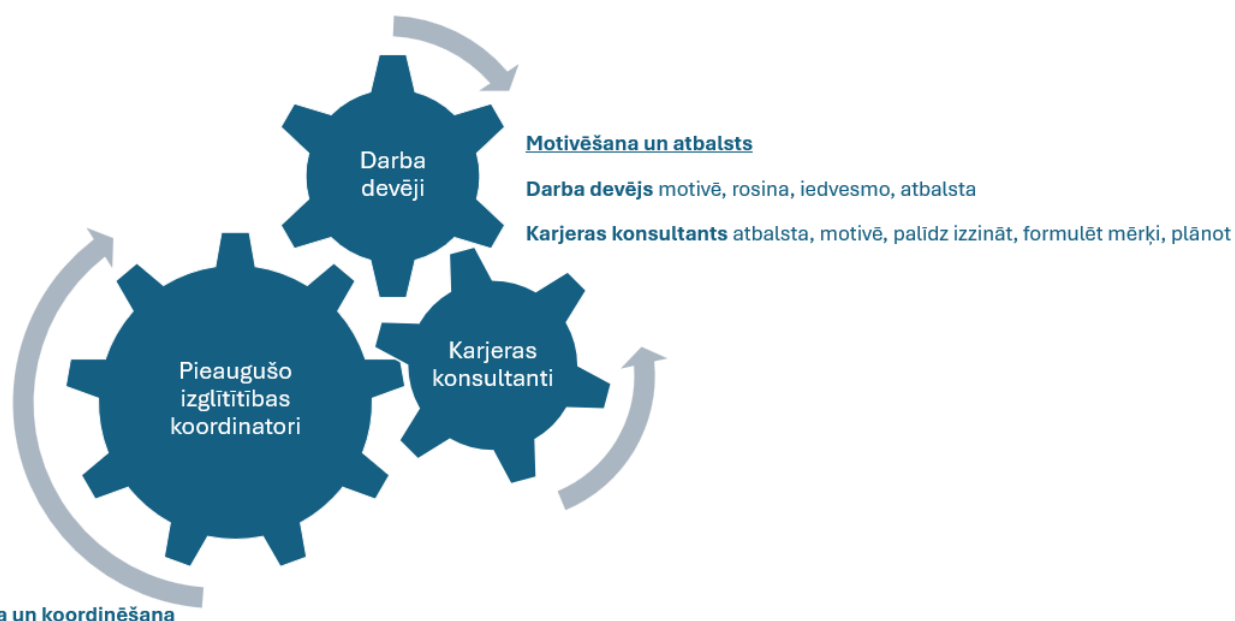 Darba
devēji
Motivēšana un atbalsts
Darba devējs motivē, rosina, iedvesmo, atbalsta
Karjeras konsultants atbalsta, motivē, palīdz izzināt, formulēt mērķi, plānot
Karjeras
konsultanti
Pieaugušo
izglītītības
koordinatori
un koordinēšana